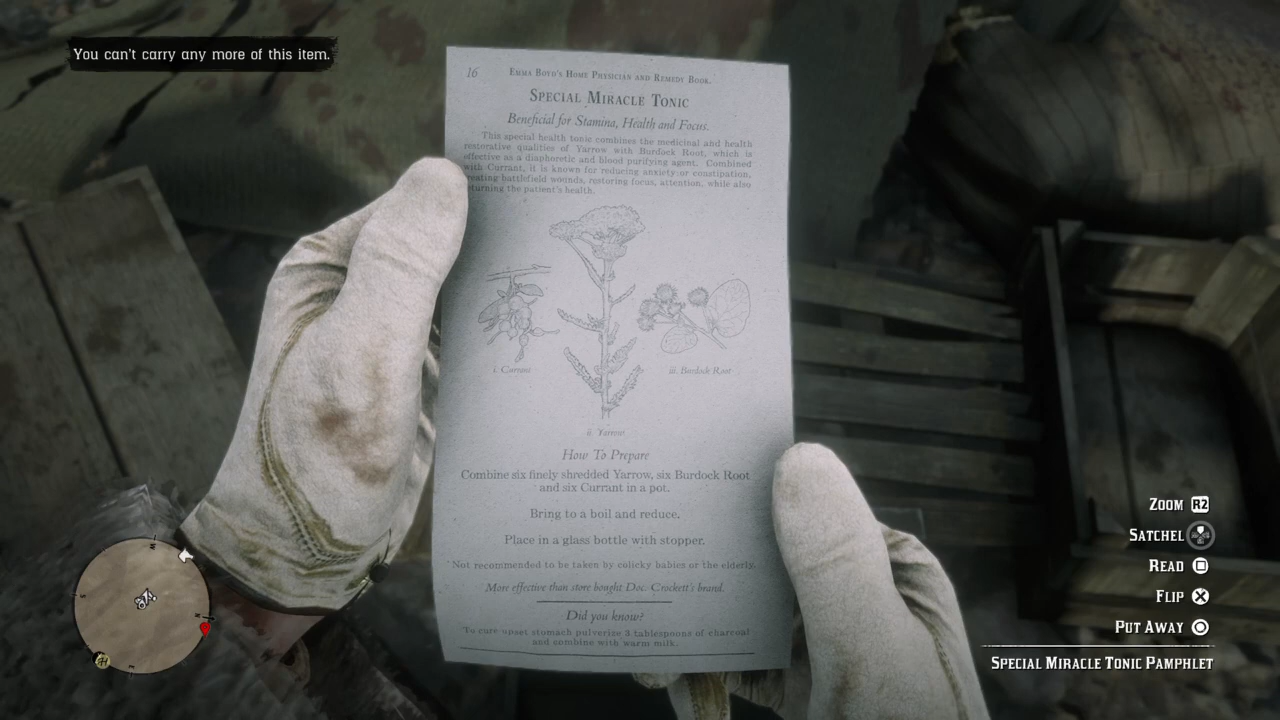 You can't carry any more of this item.
16 Emma Boyd's Home Physician and Remedy Book.
Special Miracle Tonic
Beneficial for Stamina, Health and Focus.
This special health tonic combines the medicinal and health
restorative qualities of Yarrow with Burdock Root, which is
effective as a diaphoretic and blood purifying agent. Combined
with Currant, it is known for reducing anxiety or constipation,
treating battlefield wounds, restoring focus, attention, while also
returning the patient's health.
i. Currant
iii. Burdock Root
ii. Yarrow
How To Prepare
Combine six finely shredded Yarrow, six Burdock Root
and six Currant in a pot.
Bring to a boil and reduce.
Place in a glass bottle with stopper.
*Not recommended to be taken by colicky babies or the elderly.
More effective than store bought Doc. Crockett's brand.
Did you know?
To cure upset stomach pulverize 3 tablespoons of charcoal
and combine with warm milk.
Zoom R2
Satchel
Read
Flip
Put Away
Special Miracle Tonic Pamphlet